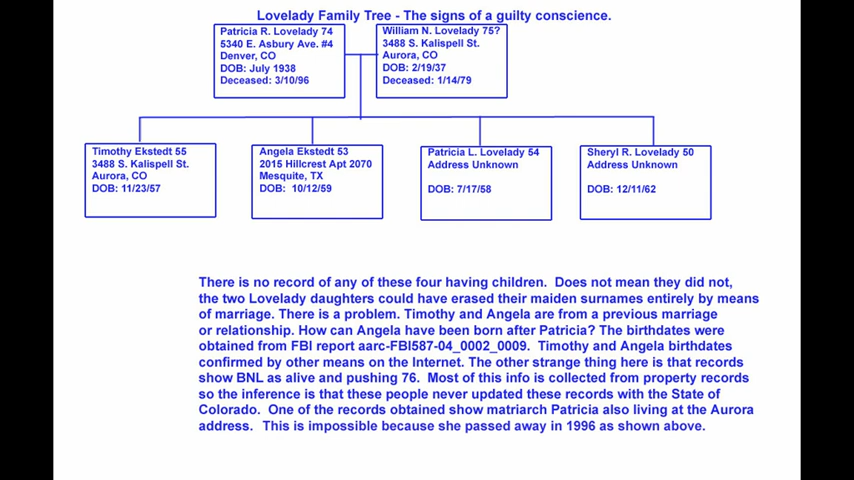 Lovelady Family Tree - The signs of a guilty conscience.
Patricia R. Lovelady 74
5340 E. Asbury Ave. #4
Denver, CO
DOB: July 1938
Deceased: 3/10/96
William N. Lovelady 75?
3488 S. Kalispell St.
Aurora, CO
DOB: 2/19/37
Deceased: 1/14/79
Timothy Ekstedt 55
3488 S. Kalispell St.
Aurora, CO
DOB: 11/23/57
Angela Ekstedt 53
2015 Hillcrest Apt 2070
Mesquite, TX
DOB: 10/12/59
Patricia L. Lovelady 54
Address Unknown
DOB: 7/17/58
Sheryl R. Lovelady 50
Address Unknown
DOB: 12/11/62
There is no record of any of these four having children. Does not mean they did not,
the two Lovelady daughters could have erased their maiden surnames entirely by means
of marriage. There is a problem. Timothy and Angela are from a previous marriage
or relationship. How can Angela have been born after Patricia? The birthdates were
obtained from FBI report aarc-FBI587-04_0002_0009. Timothy and Angela birthdates
confirmed by other means on the Internet. The other strange thing here is that records
show BNL as alive and pushing 76. Most of this info is collected from property records
so the inference is that these people never updated these records with the State of
Colorado. One of the records obtained show matriarch Patricia also living at the Aurora
address. This is impossible because she passed away in 1996 as shown above.